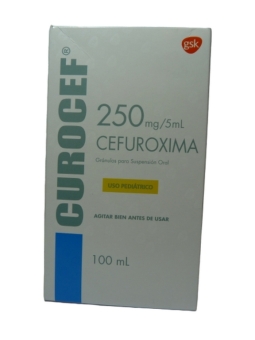 gsk
CUROCEF®
250 mg/5mL
CEFUROXIMA
Gránulos para Suspensión Oral
USO PEDIÁTRICO
AGITAR BIEN ANTES DE USAR
100 mL